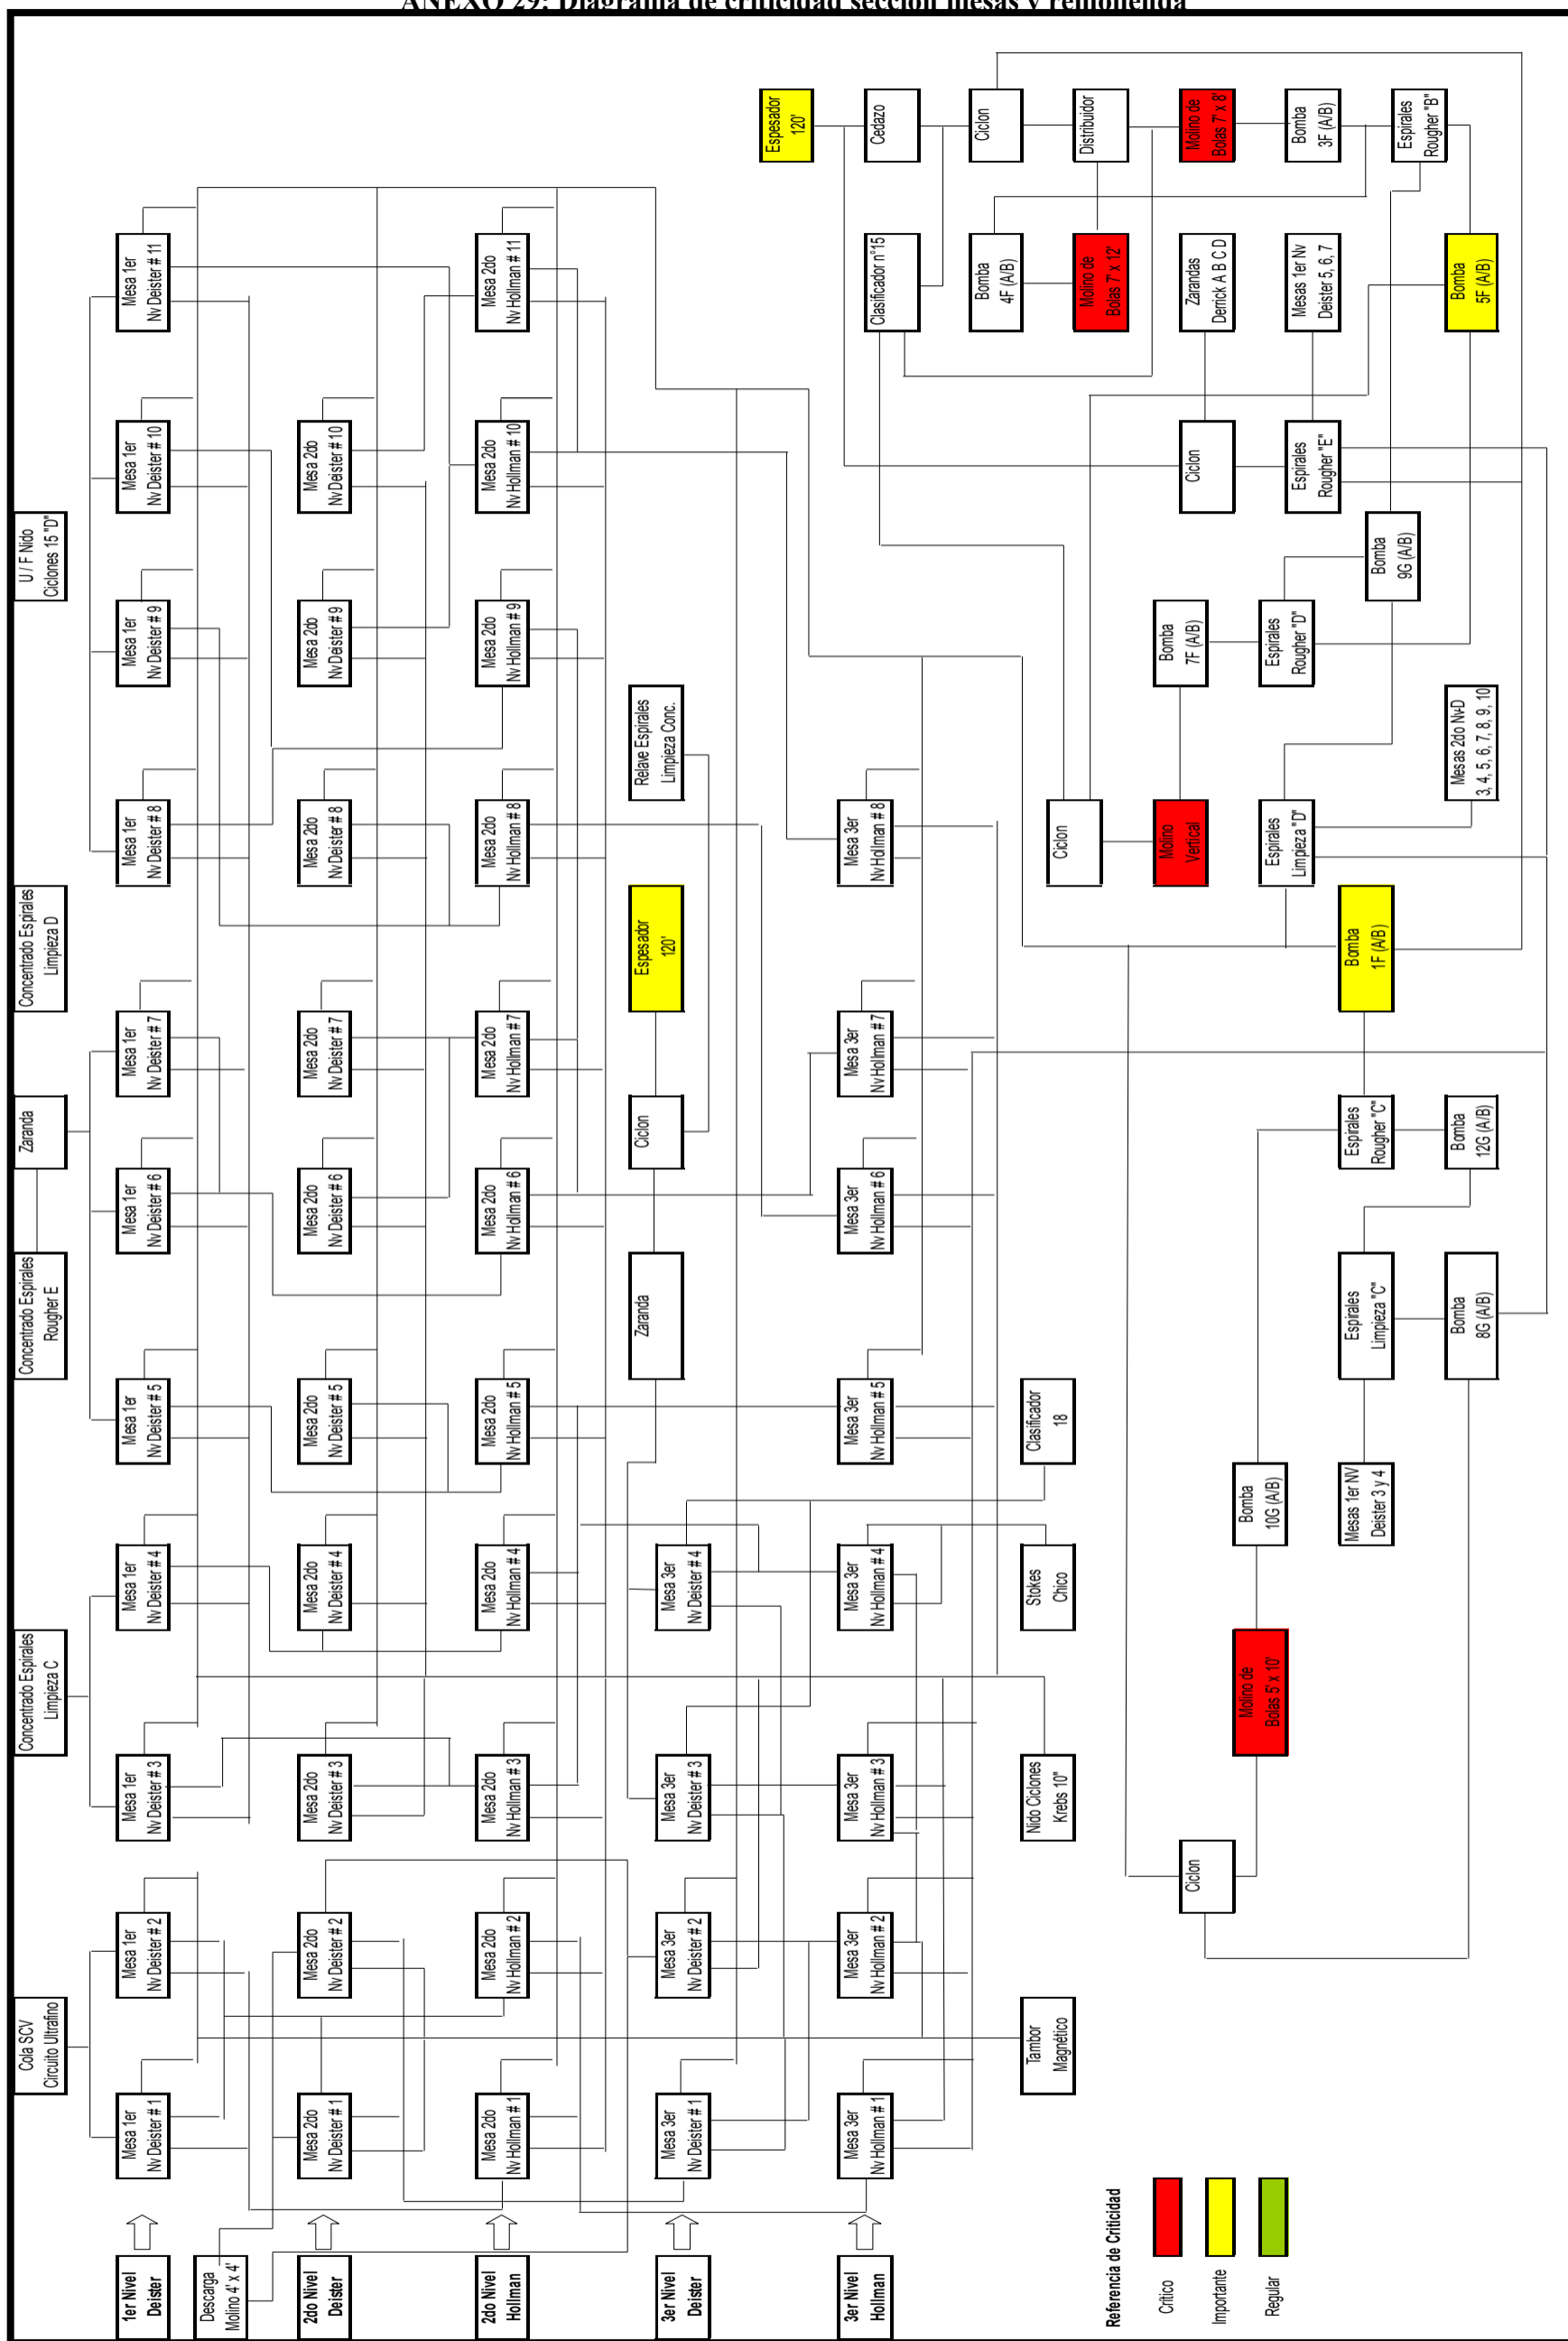 ANEXO 29: Diagrama de criticidad sección mesas y remolienda
Cola SCV
Circuito Ultrafino
Concentrado Espirales
Limpieza C
Concentrado Espirales
Rougher E
Zaranda
Concentrado Espirales
Limpieza D
U / F Nido
Ciclones 15 "D"
1er Nivel
Deister
Mesa 1er
Nv Deister # 1
Mesa 1er
Nv Deister # 2
Mesa 1er
Nv Deister # 3
Mesa 1er
Nv Deister # 4
Mesa 1er
Nv Deister # 5
Mesa 1er
Nv Deister # 6
Mesa 1er
Nv Deister # 7
Mesa 1er
Nv Deister # 8
Mesa 1er
Nv Deister # 9
Mesa 1er
Nv Deister # 10
Mesa 1er
Nv Deister # 11
Descarga
Molino 4' x 4'
2do Nivel
Deister
Mesa 2do
Nv Deister # 1
Mesa 2do
Nv Deister # 2
Mesa 2do
Nv Deister # 3
Mesa 2do
Nv Deister # 4
Mesa 2do
Nv Deister # 5
Mesa 2do
Nv Deister # 6
Mesa 2do
Nv Deister # 7
Mesa 2do
Nv Deister # 8
Mesa 2do
Nv Deister # 9
Mesa 2do
Nv Deister # 10
2do Nivel
Hollman
Mesa 2do
Nv Hollman # 1
Mesa 2do
Nv Hollman # 2
Mesa 2do
Nv Hollman # 3
Mesa 2do
Nv Hollman # 4
Mesa 2do
Nv Hollman # 5
Mesa 2do
Nv Hollman # 6
Mesa 2do
Nv Hollman # 7
Mesa 2do
Nv Hollman # 8
Mesa 2do
Nv Hollman # 9
Mesa 2do
Nv Hollman # 10
Mesa 2do
Nv Hollman # 11
3er Nivel
Deister
Mesa 3er
Nv Deister # 1
Mesa 3er
Nv Deister # 2
Mesa 3er
Nv Deister # 3
Mesa 3er
Nv Deister # 4
Zaranda
Ciclon
Espesador
120'
Relave Espirales
Limpieza Conc.
Espesador
120'
3er Nivel
Hollman
Mesa 3er
Nv Hollman # 1
Mesa 3er
Nv Hollman # 2
Mesa 3er
Nv Hollman # 3
Mesa 3er
Nv Hollman # 4
Mesa 3er
Nv Hollman # 5
Mesa 3er
Nv Hollman # 6
Mesa 3er
Nv Hollman # 7
Mesa 3er
Nv Hollman # 8
Clasificador n°15
Cedazo
Bomba
4F (A/B)
Ciclon
Tambor
Magnético
Nido Ciclones
Krebs 10"
Stokes
Chico
Clasificador
18
Ciclon
Molino de
Bolas 7' x 12'
Distribuidor
Molino
Vertical
Bomba
7F (A/B)
Ciclon
Zarandas
Derrick A B C D
Molino de
Bolas 7' x 8'
Ciclon
Molino de
Bolas 5' x 10'
Bomba
10G (A/B)
Espirales
Limpieza "D"
Espirales
Rougher "D"
Espirales
Rougher "E"
Mesas 1er Nv
Deister 5, 6, 7
Bomba
3F (A/B)
Mesas 1er NV
Deister 3 y 4
Espirales
Limpieza "C"
Espirales
Rougher "C"
Bomba
1F (A/B)
Bomba
9G (A/B)
Espirales
Rougher "B"
Bomba
8G (A/B)
Bomba
12G (A/B)
Mesas 2do Nv-D
3, 4, 5, 6, 7, 8, 9, 10
Bomba
5F (A/B)
Referencia de Criticidad
Crítico
Importante
Regular